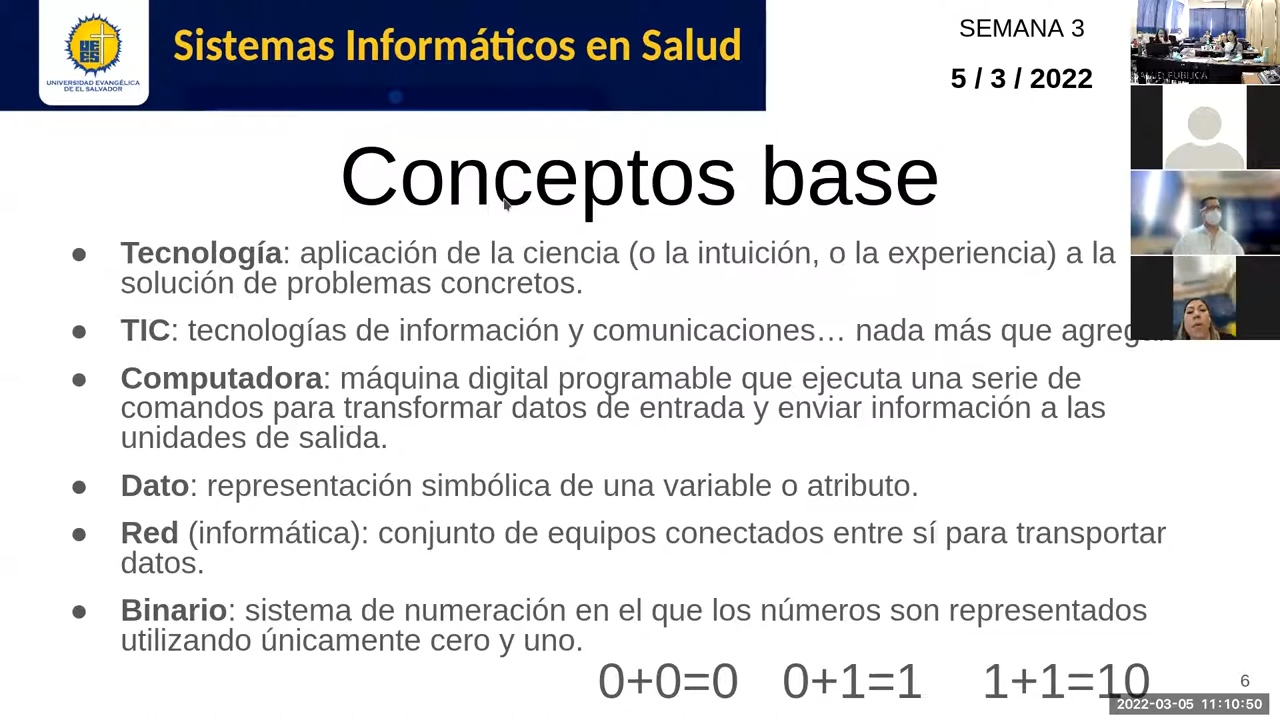 Sistemas Informáticos en Salud
UNIVERSIDAD EVANGÉLICA
DE EL SALVADOR
SEMANA 3
5 / 3 / 2022
Conceptos base
● Tecnología: aplicación de la ciencia (o la intuición, o la experiencia) a la
solución de problemas concretos.
● TIC: tecnologías de información y comunicaciones… nada más que
● Computadora: máquina digital programable que ejecuta una serie de
comandos para transformar datos de entrada y enviar información a las
unidades de salida.
● Dato: representación simbólica de una variable o atributo.
● Red (informática): conjunto de equipos conectados entre sí para transportar
datos.
● Binario: sistema de numeración en el que los números son representados
utilizando únicamente cero y uno.
0+0=0 0+1=1 1+1=10
6
2022-03-05 11:10:50